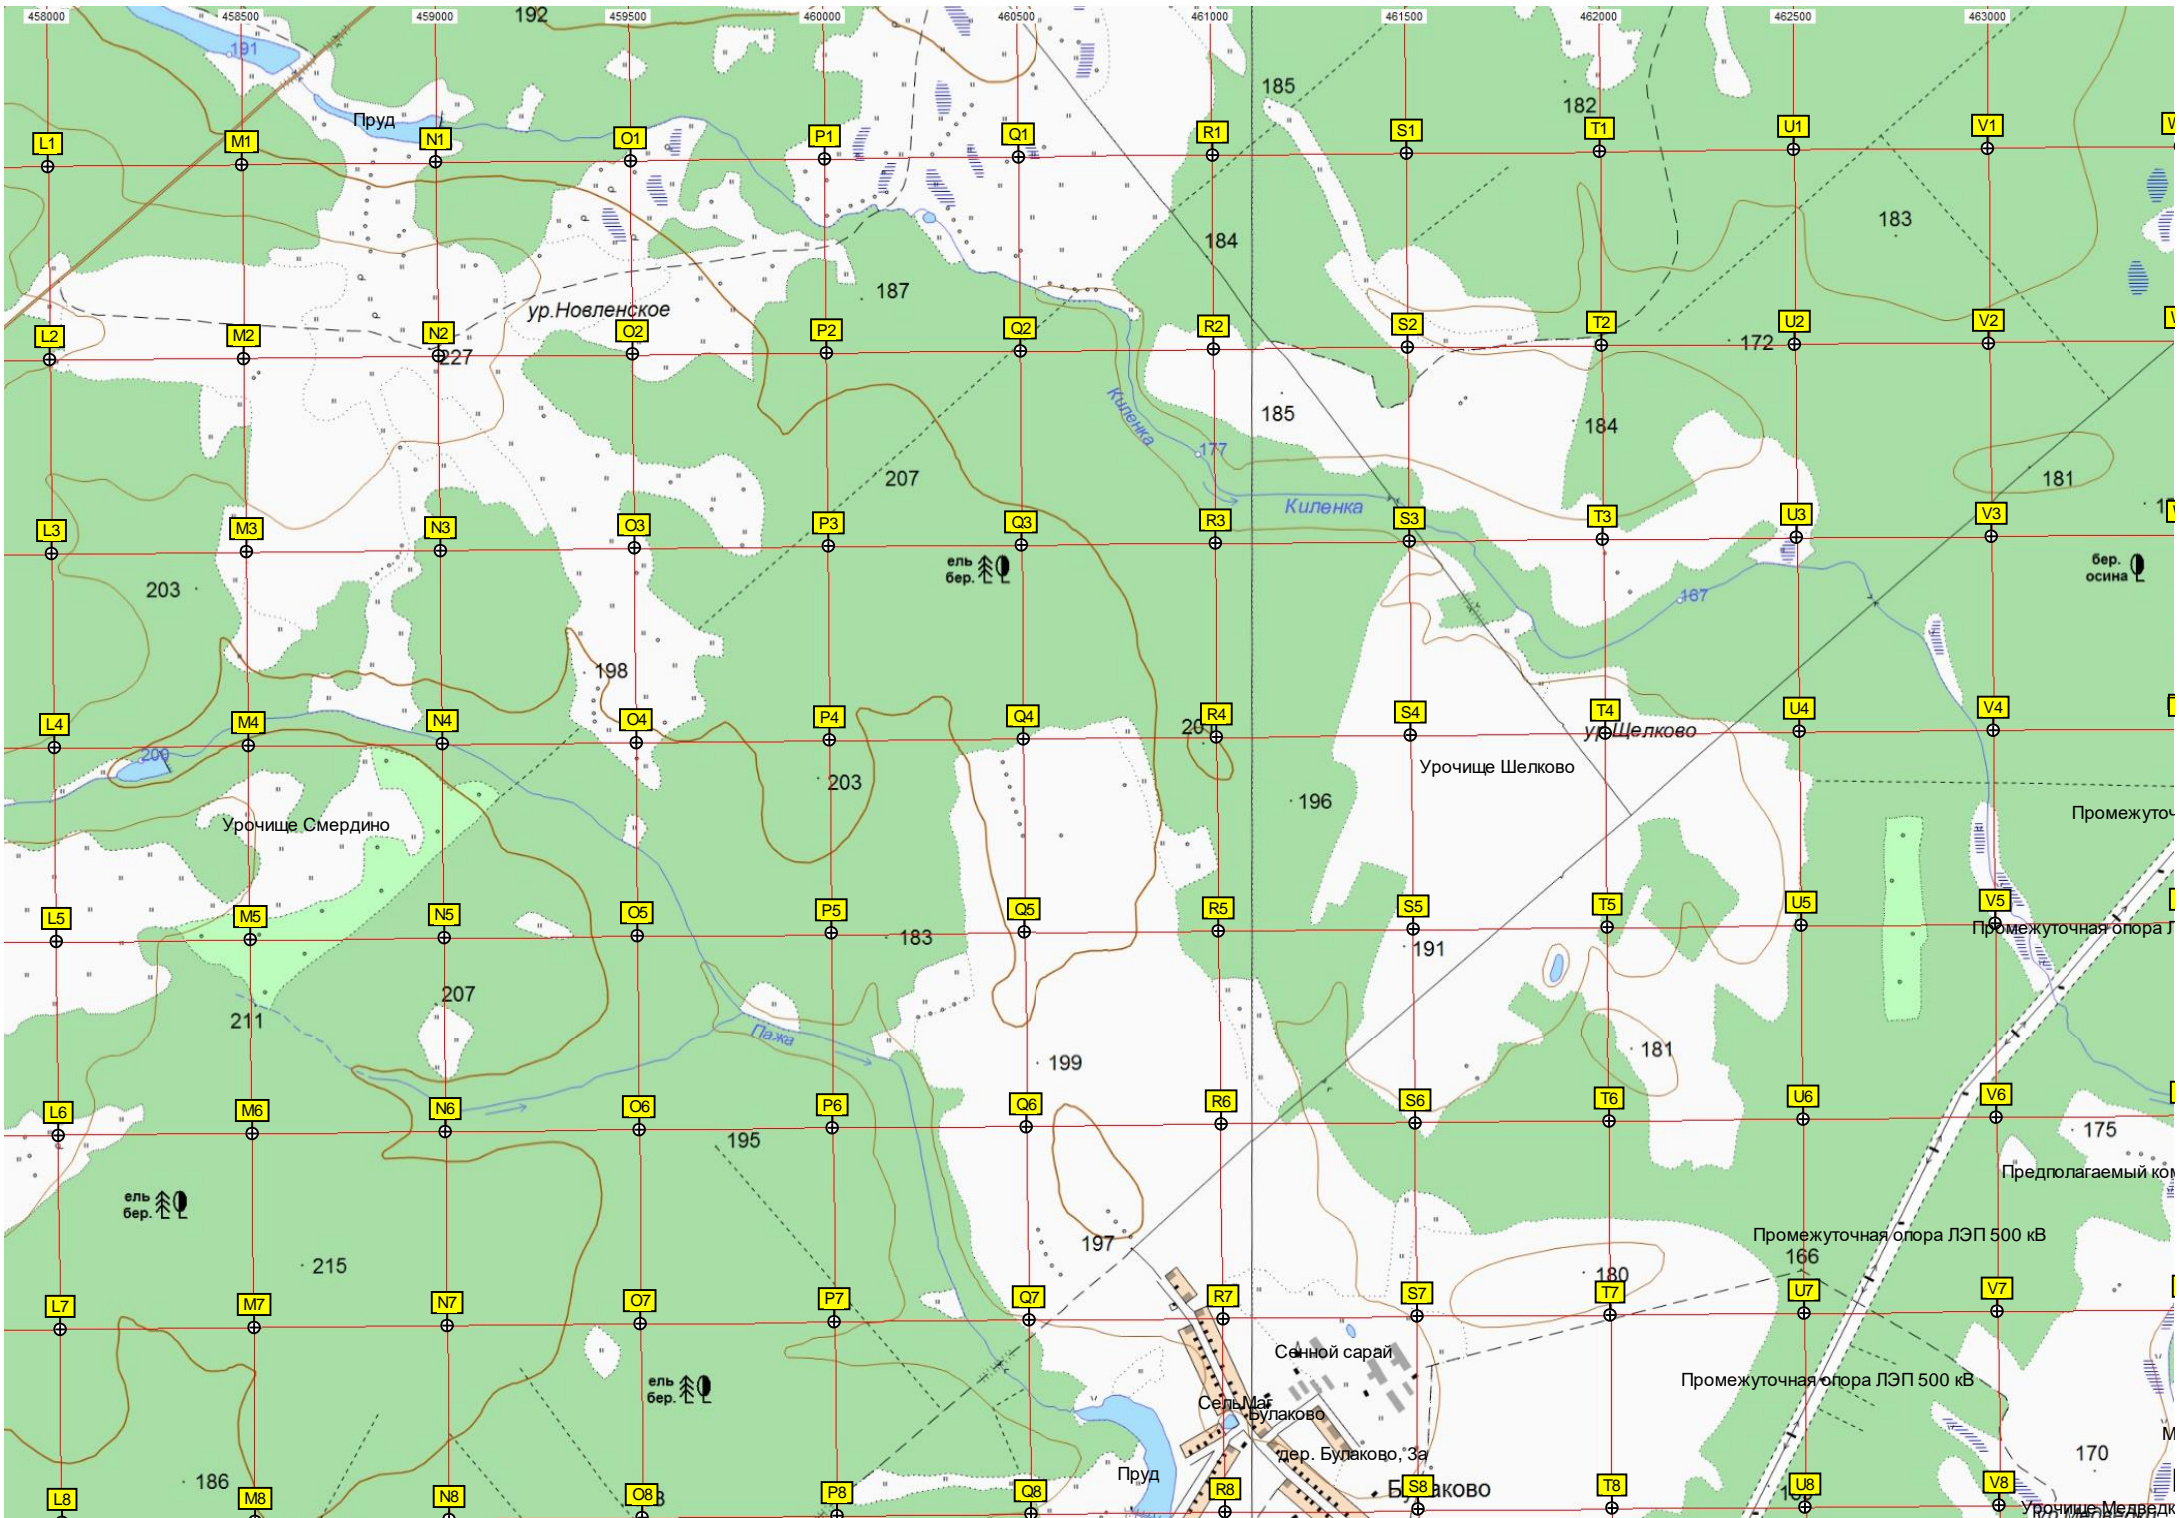 458000 458500 459000 459500 460000 460500 461000 461500 462000 462500 463000
192
191
185
182
Пруд
L1 M1 N1 O1 P1 Q1 R1 S1 T1 U1 V1
184
183
187
ур.Новленское
L2 M2 N2 O2 P2 Q2 R2 S2 T2 U2 V2
227
172
Киленка
185
184
177
207
181
Киленка
L3 M3 N3 O3 P3 Q3 R3 S3 T3 U3 V3
ель
бер.
бер.
осина
203
167
198
L4 M4 N4 O4 P4 Q4 R4 S4 T4 U4 V4
20
ур.Щелково
200
Урочище Шелково
203
196
Урочище Смердино
Промежуточ
L5 M5 N5 O5 P5 Q5 R5 S5 T5 U5 V5
Промежуточная опора Л
183
191
207
211
Пажа
199
181
L6 M6 N6 O6 P6 Q6 R6 S6 T6 U6 V6
195
175
Предполагаемый ком
ель
бер.
197
Промежуточная опора ЛЭП 500 кВ
166
215
180
L7 M7 N7 O7 P7 Q7 R7 S7 T7 U7 V7
Сенной сарай
Промежуточная опора ЛЭП 500 кВ
ель
бер.
СельМаг
Булаково
дер. Булаково, 3а
170
Пруд
186
Булаково
L8 M8 N8 O8 P8 Q8 R8 S8 T8 U8 V8
Урочище Медведк